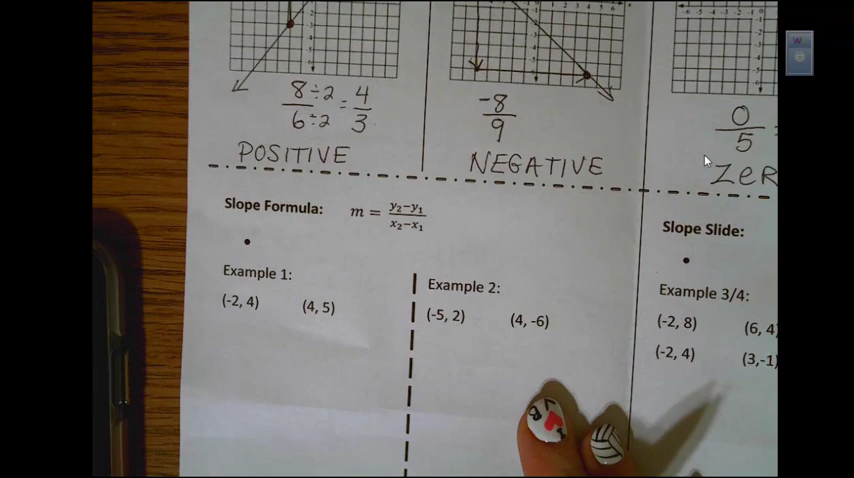 8÷2 = 4
6÷2 3
POSITIVE
-8
9
NEGATIVE
0
5
Slope Formula: m = y₂−y₁
x₂−x₁
Slope Slide:
Example 1:
(-2, 4) (4, 5)
Example 2:
(-5, 2) (4, -6)
Example 3/4:
(-2, 8) (6, 4)
(-2, 4) (3,-1)
W